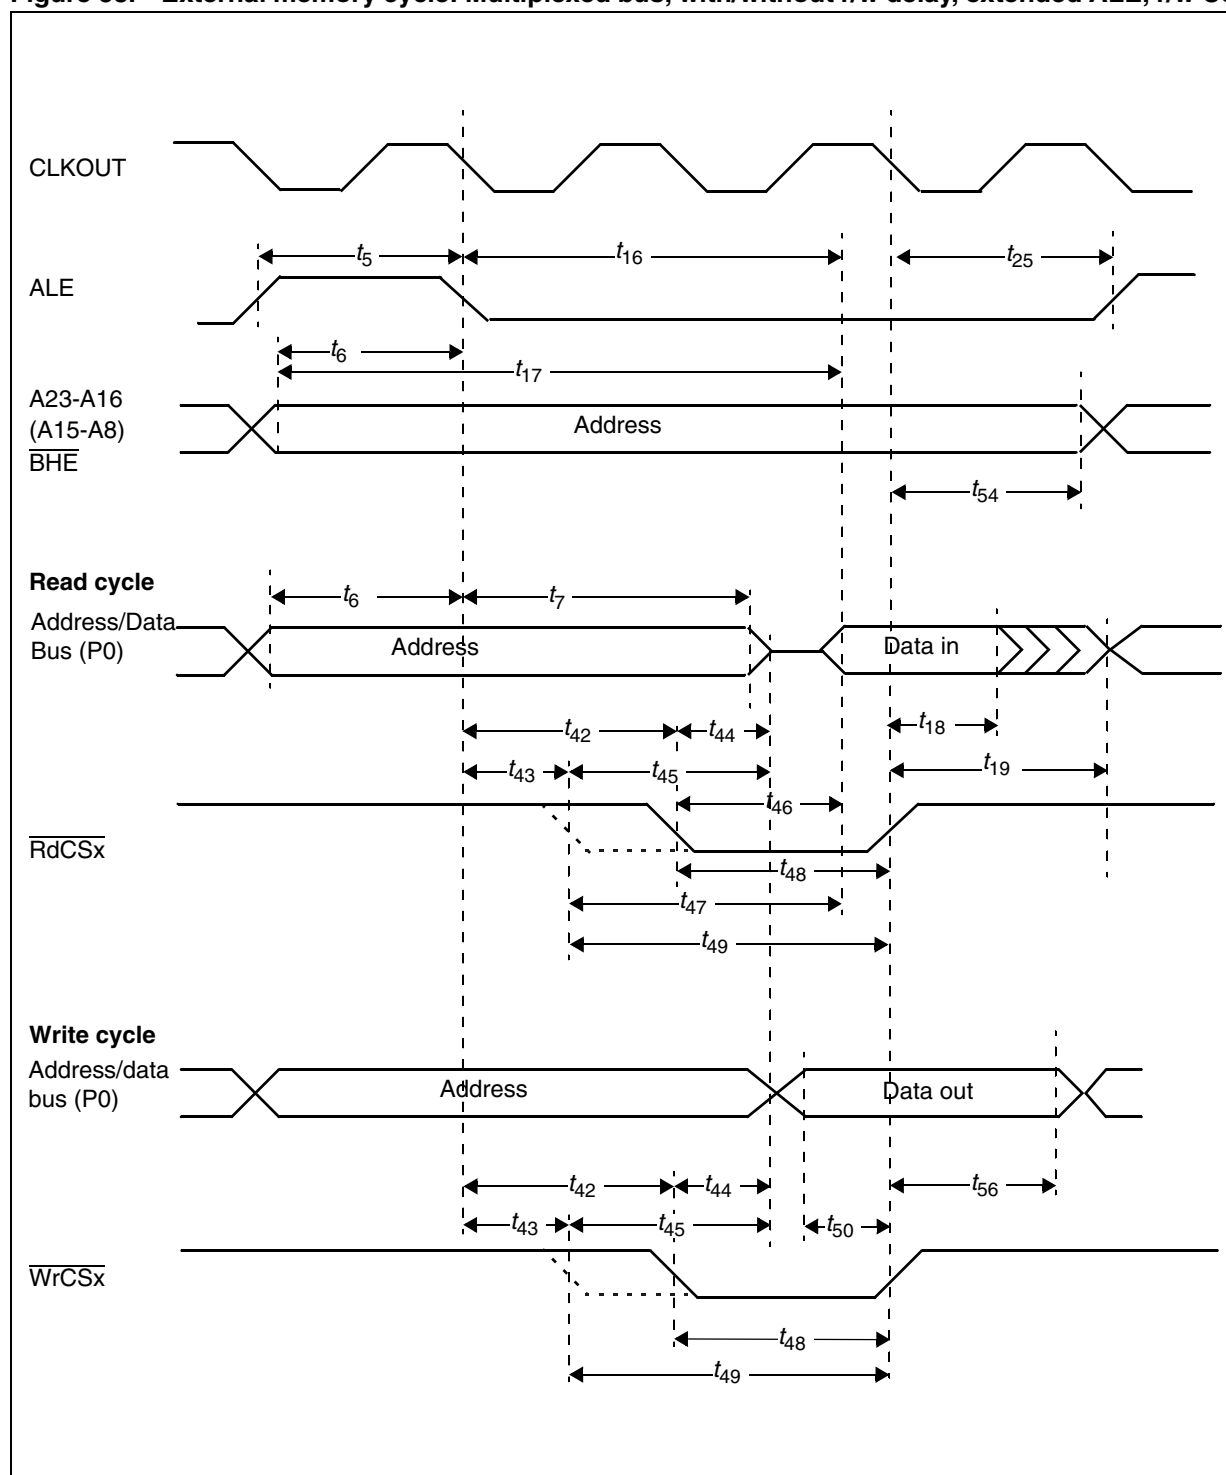 Figure External memory cycle: Multiplexed bus, with/without r/w delay, extended ALE, r/w
CLKOUT
t5 t16 t25
ALE
t6
t17
A23-A16
(A15-A8)
BHE
Address
t54
Read cycle
t6 t7
Address/Data
Bus (P0)
Address Data in
t42 t44 t18
t43 t45 t19
t46
RdCSx
t48
t47
t49
Write cycle
Address/data
bus (P0)
Address Data out
t42 t44 t56
t43 t45 t50
WrCSx
t48
t49